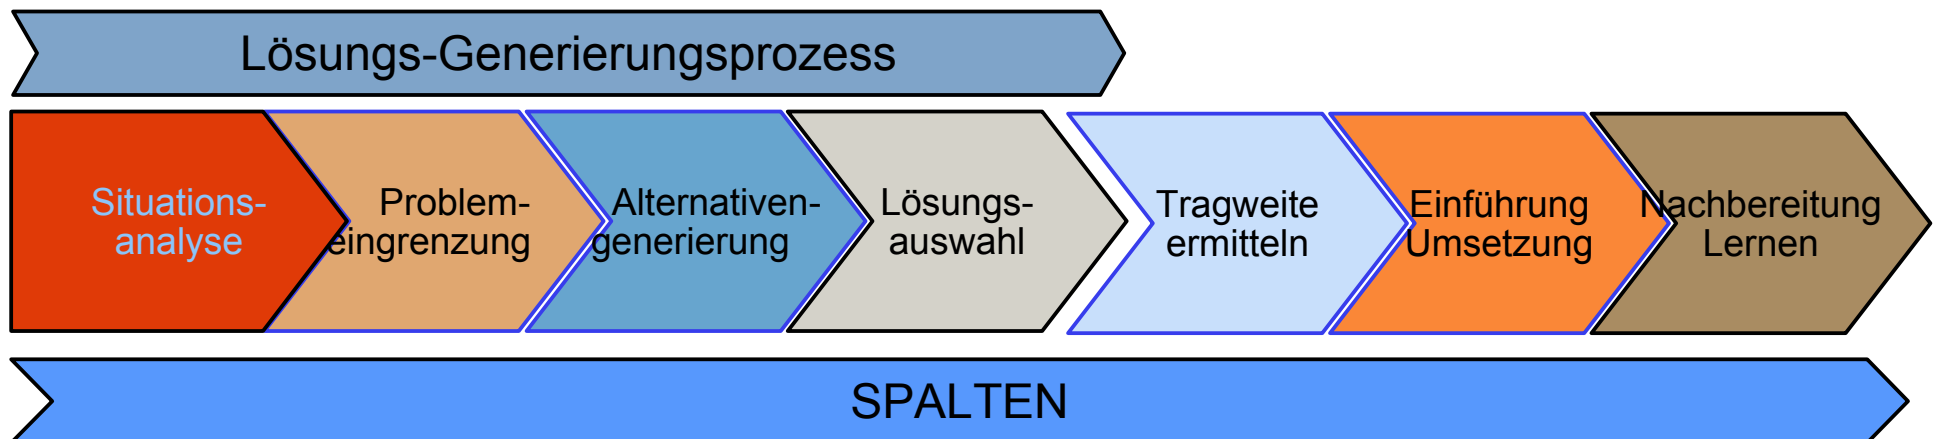 Lösungs-Generierungsprozess
Situations-
analyse
Problem-
eingrenzung
Alternativen-
generierung
Lösungs-
auswahl
Tragweite
ermitteln
Einführung
Umsetzung
Nachbereitung
Lernen
SPALTEN